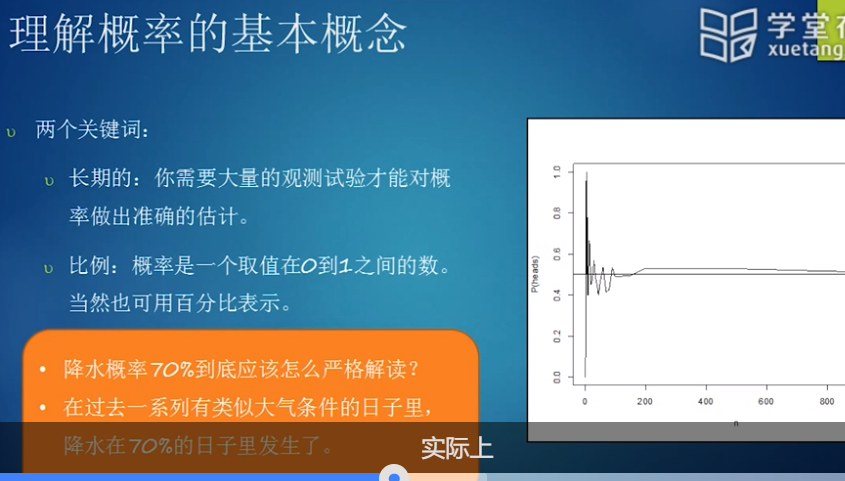 理解概率的基本概念
学堂在
xuetang
两个关键词：
长期的：你需要大量的观测试验才能对概
率做出准确的估计。
比例：概率是一个取值在0到1之间的数。
当然也可用百分比表示。
• 降水概率70%到底应该怎么严格解读？
• 在过去一系列有类似大气条件的日子里，
降水在70%的日子里发生了。
实际上
P(heads)
1.0
0.8
0.6
0.4
0.2
0.0
0 200 400 600 800
n